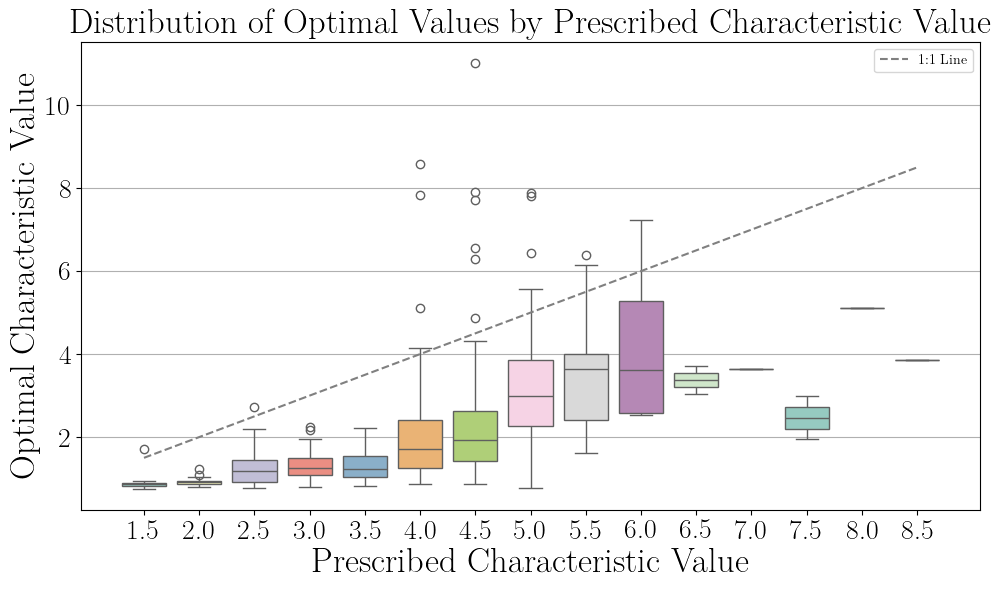 Distribution of Optimal Values by Prescribed Characteristic Value
1:1 Line
Optimal Characteristic Value
10
8
6
4
2
1.5 2.0 2.5 3.0 3.5 4.0 4.5 5.0 5.5 6.0 6.5 7.0 7.5 8.0 8.5
Prescribed Characteristic Value